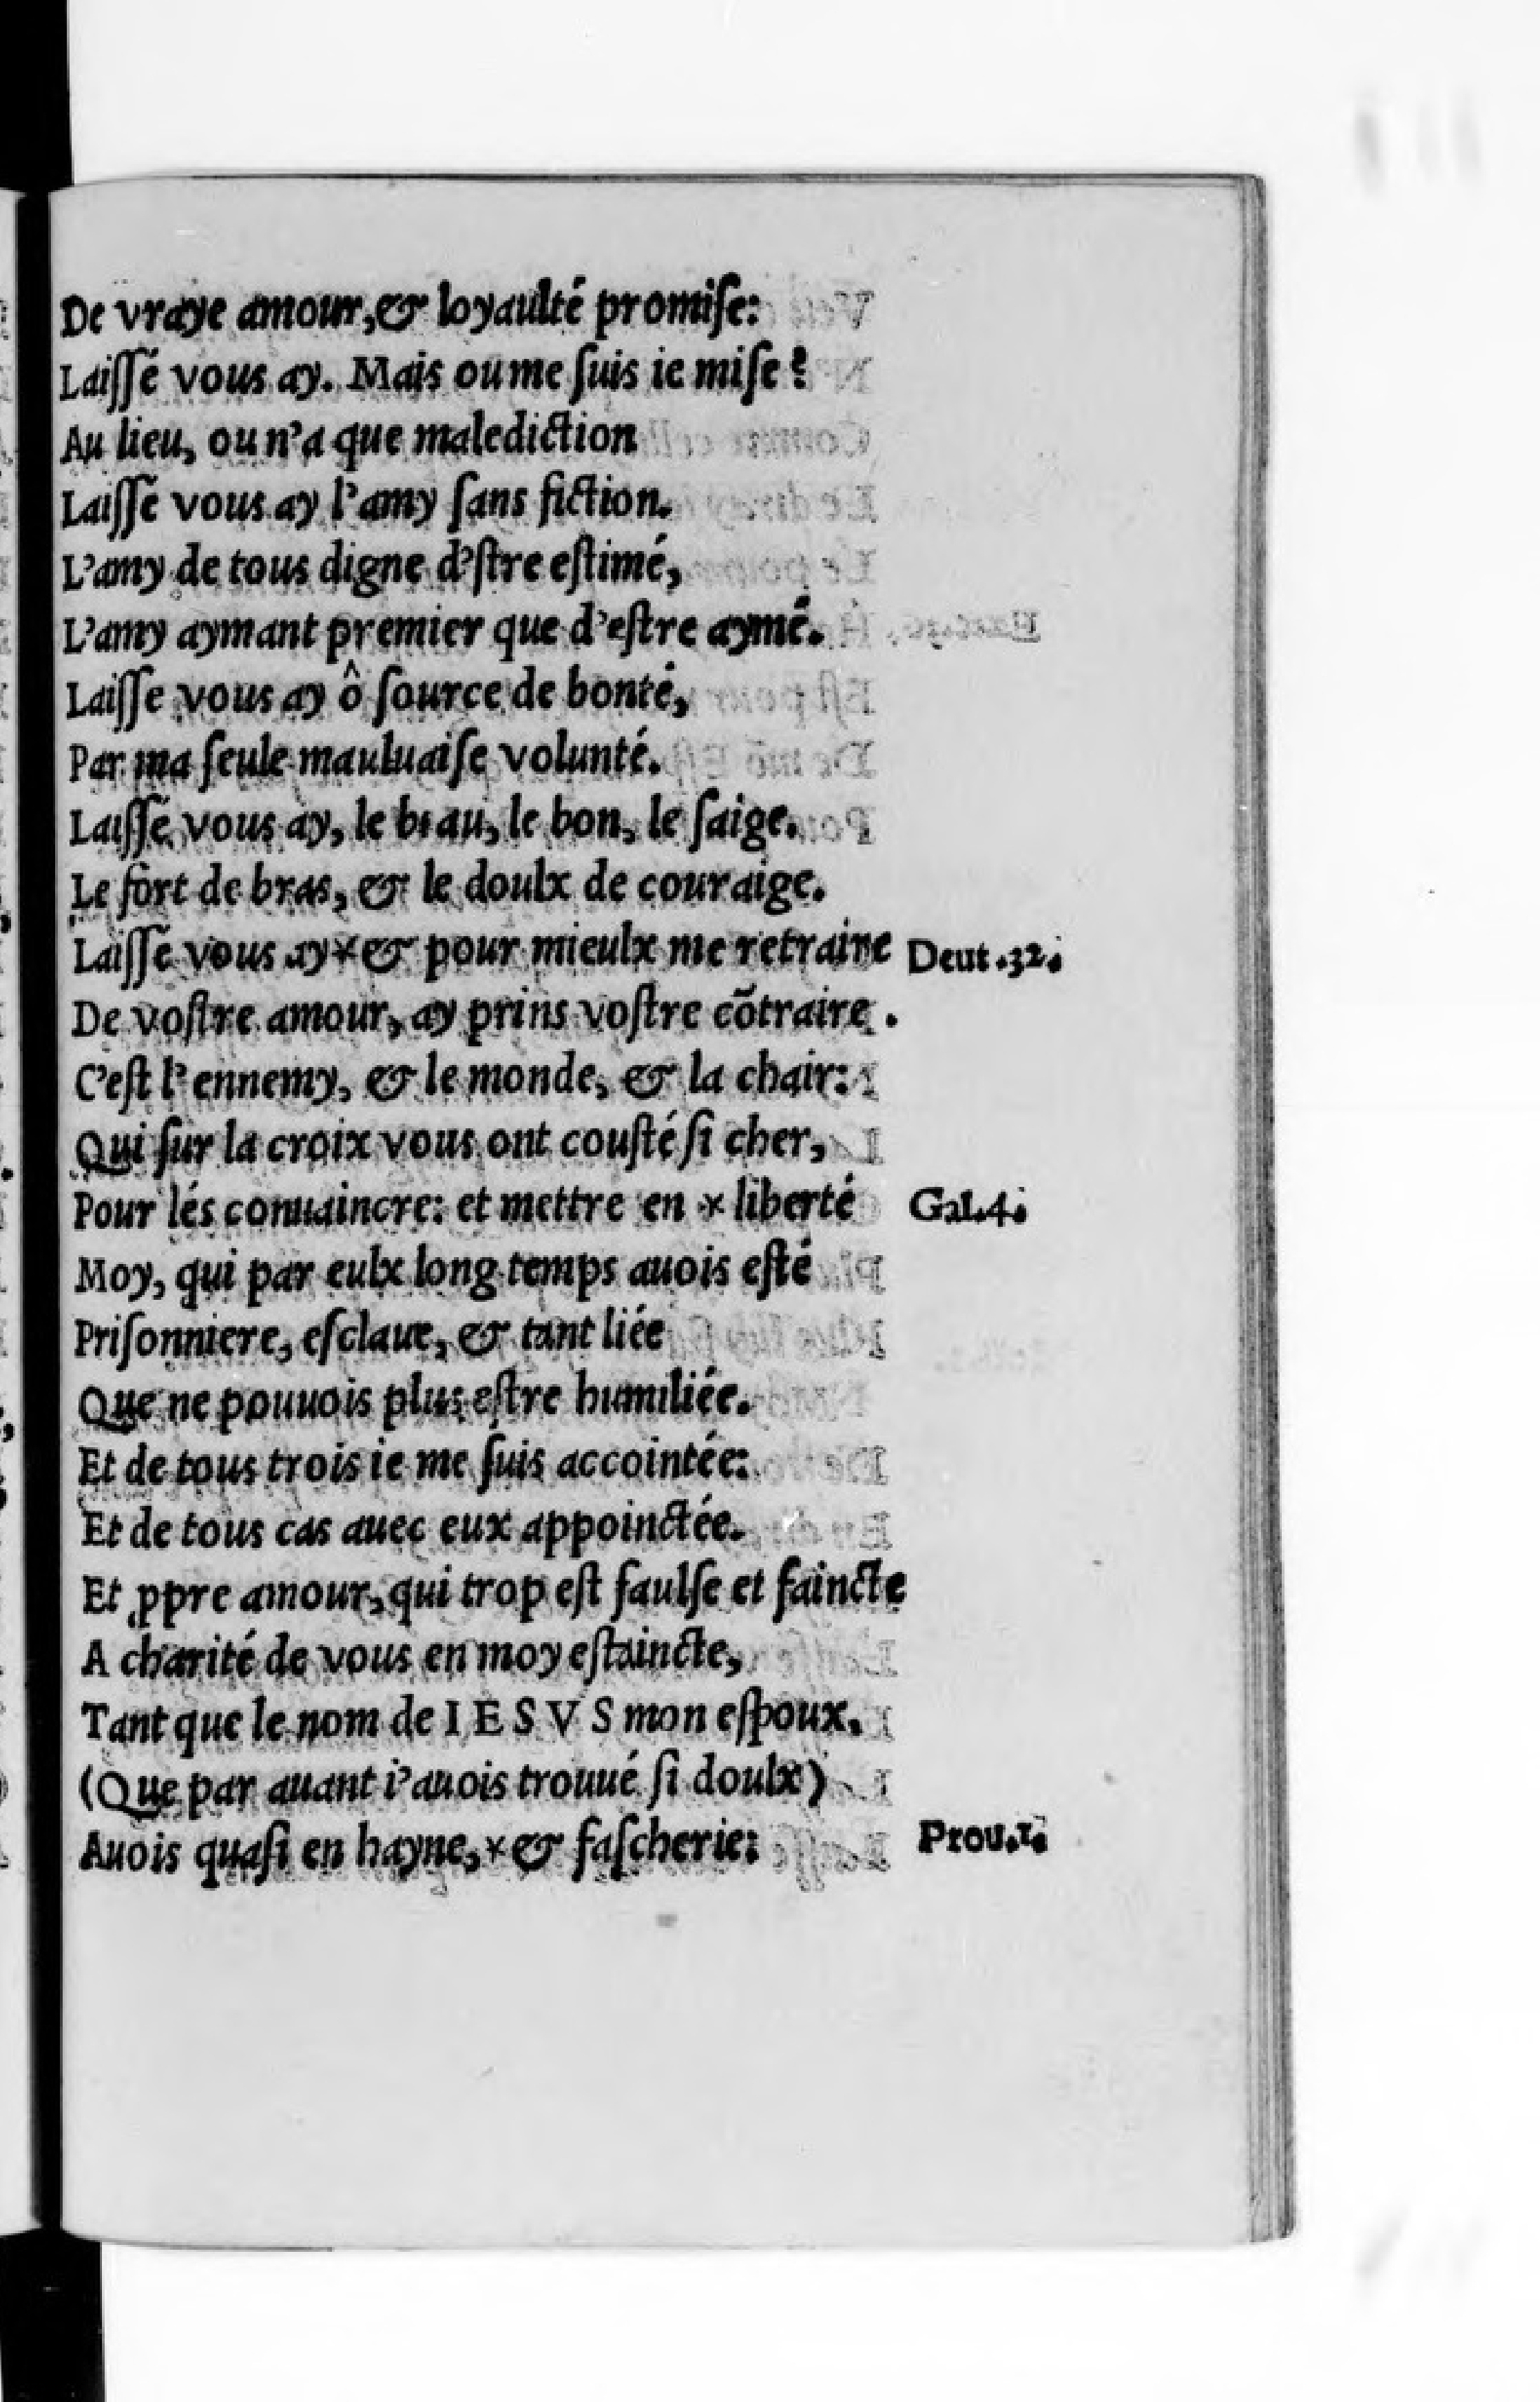 De vraye amour,& loyaulté promiſe:
Laiſſé vous ay. Mais ou me ſuis ie miſe?
Au lieu, ou n'a que malediction
Laiſſé vous ay l'amy ſans fiction.
L'amy de tous digne d'ſtre eſtimé,
L'amy aymant premier que d'eſtre aymé.
Laiſſe vous ay ô ſource de bonté,
Par ma ſeule mauluaiſe volunté.
Laiſſé vous ay, le beau, le bon, le ſaige.
Le fort de bras, & le doulx de couraige.
Laiſſé vous ay*& pour mieulx me retraire Deut.32.
De voſtre amour, ay prins voſtre cõtraire.
C'eſt l'ennemy, & le monde, & la chair:
Qui ſur la croix vous ont couſté ſi cher,
Pour les conuaincre: et mettre en * liberté Gal.4.
Moy, qui par eulx long temps auois eſté
Priſonniere, eſclaue, & tant liée
Que ne pouuois plus eſtre humiliée.
Et de tous trois ie me ſuis accointée:
Et de tous cas auec eux appoinctée.
Et ꝓpre amour, qui trop eſt faulſe et faincte
A charité de vous en moy eſtaincte,
Tant que le nom de I E S V S mon eſpoux.
(Que par auant i'auois trouué ſi doulx)
Auois quaſi en hayne,*& faſcherie: Prou.1.